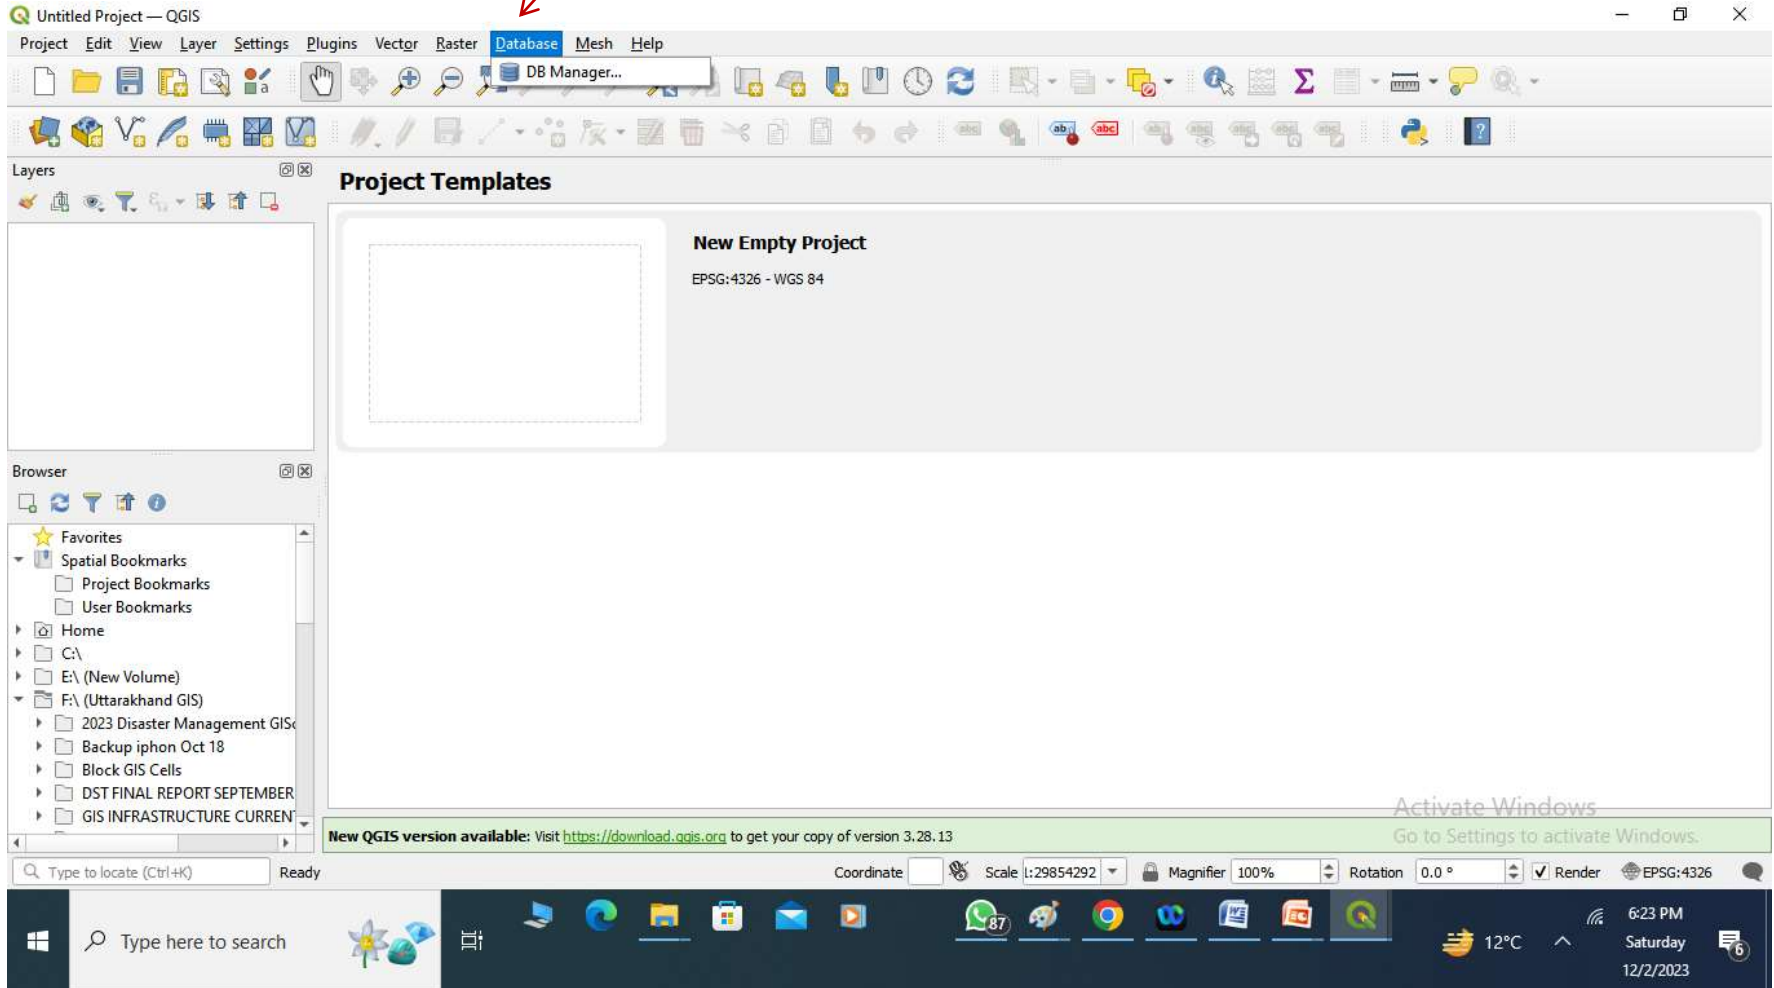 Untitled Project — QGIS
Project Edit View Layer Settings Plugins Vector Raster Database Mesh Help
DB Manager...
Layers
Project Templates
New Empty Project
EPSG:4326 - WGS 84
Browser
Favorites
Spatial Bookmarks
Project Bookmarks
User Bookmarks
Home
C:\
E:\ (New Volume)
F:\ (Uttarakhand GIS)
2023 Disaster Management GISc
Backup iphon Oct 18
Block GIS Cells
DST FINAL REPORT SEPTEMBER
GIS INFRASTRUCTURE CURREN
Activate Windows
Go to Settings to activate Windows.
New QGIS version available: Visit https://download.qgis.org to get your copy of version 3.28.13
Type to locate (Ctrl+K) Ready Coordinate Scale 1:29854292 Magnifier 100% Rotation 0.0 ° Render EPSG:4326
Type here to search 87 12°C 6:23 PM
Saturday 6
12/2/2023